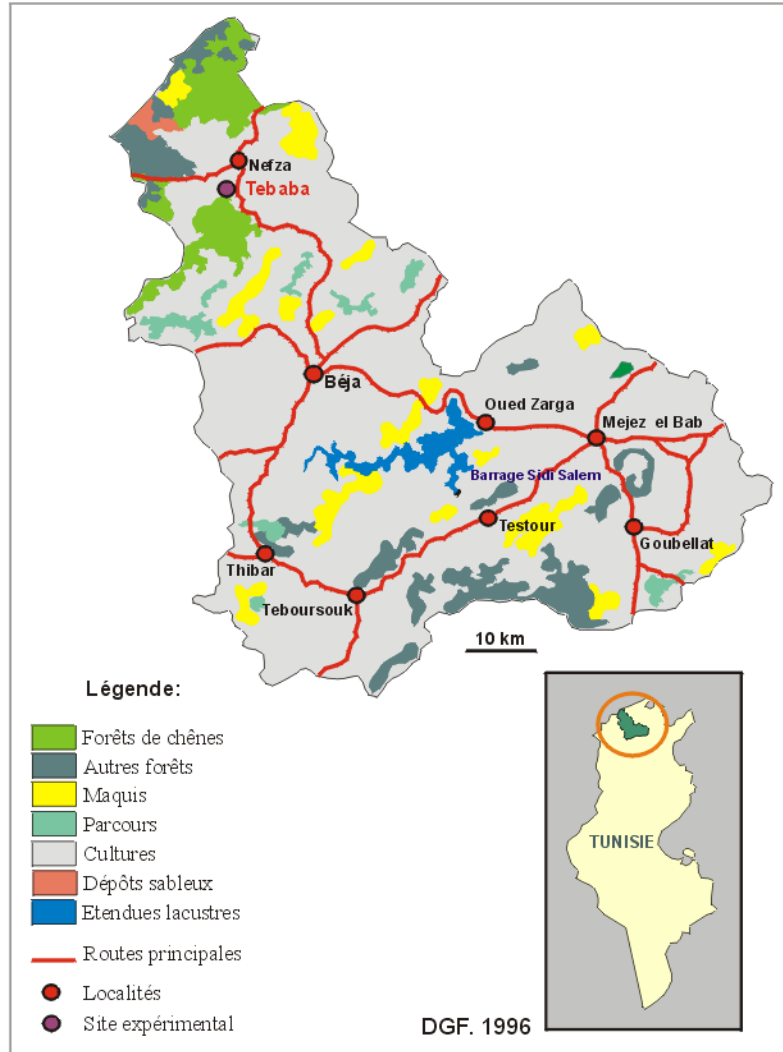 Nefza
Tebaba
Béja
Oued Zarga
Mejez el Bab
Barrage Sidi Salem
Testour
Goubellat
Thibar
Teboursouk
10 km
Légende:
Forêts de chênes
Autres forêts
Maquis
Parcours
Cultures
Dépôts sableux
Etendues lacustres
Routes principales
Localités
Site expérimental
TUNISIE
DGF. 1996